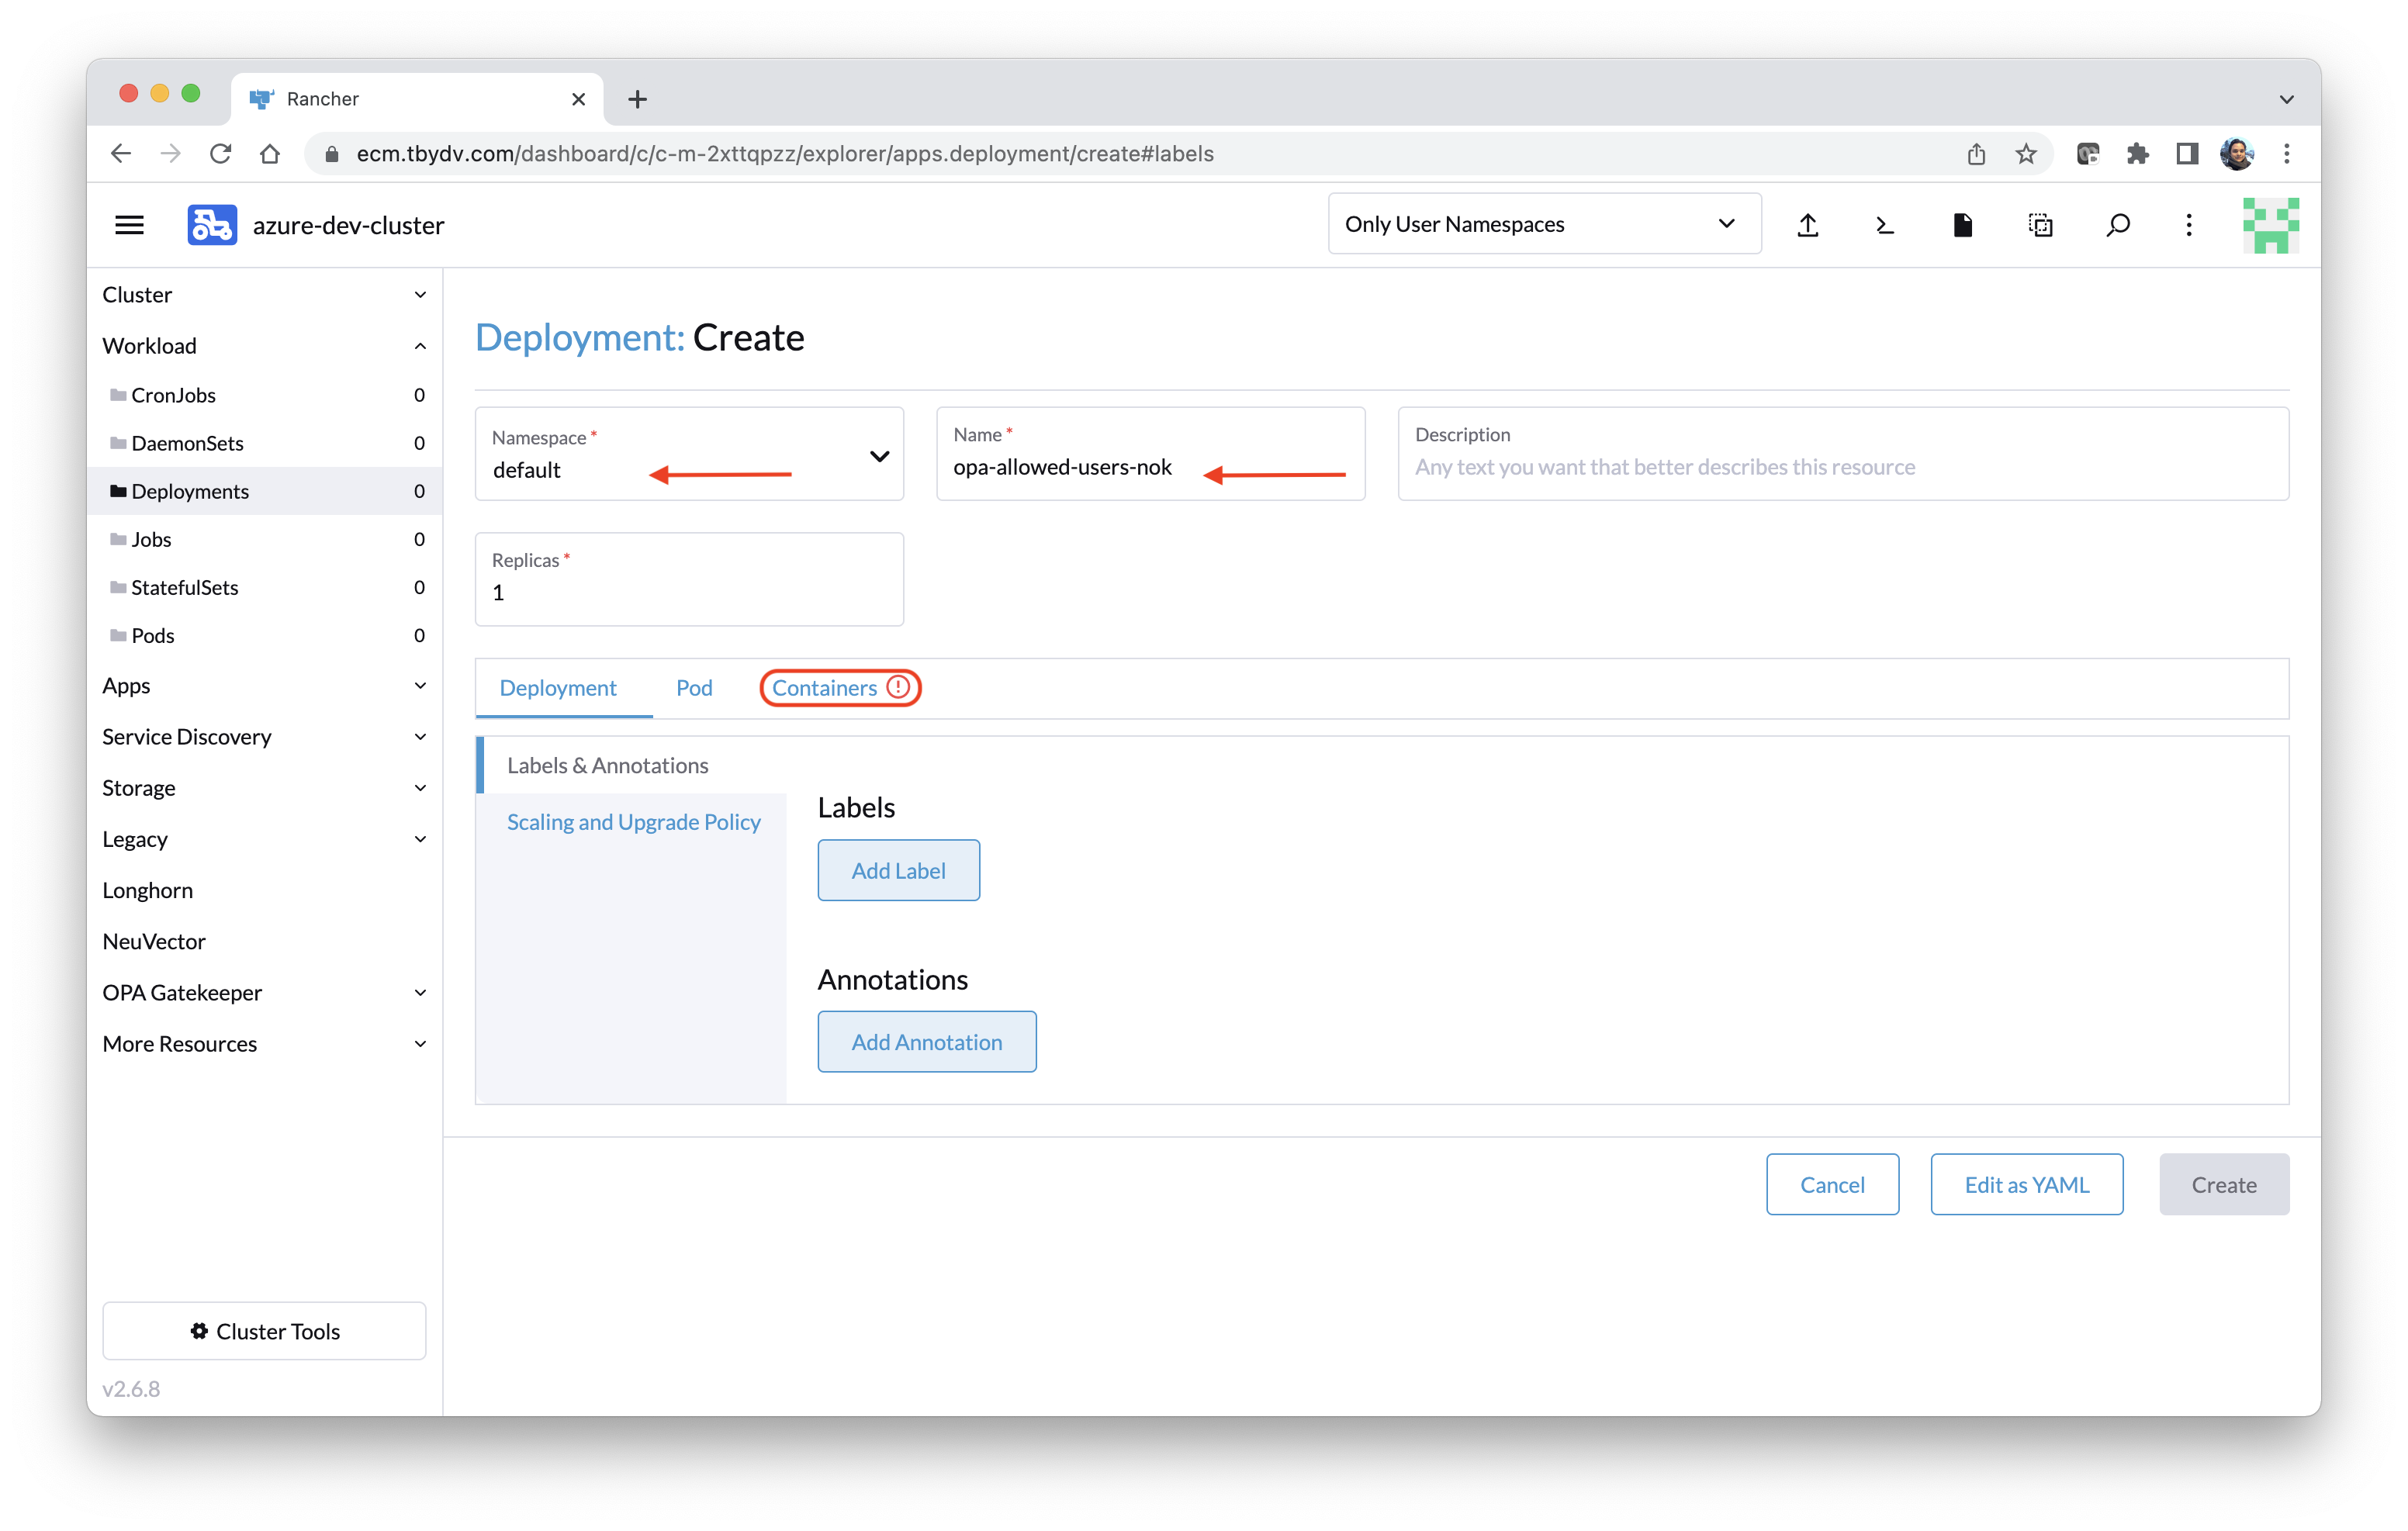 Rancher
ecm.tbydv.com/dashboard/c/c-m-2xttqpzz/explorer/apps.deployment/create#labels
azure-dev-cluster
Only User Namespaces
Cluster
Workload
CronJobs 0
DaemonSets 0
Deployments 0
Jobs 0
StatefulSets 0
Pods 0
Apps
Service Discovery
Storage
Legacy
Longhorn
NeuVector
OPA Gatekeeper
More Resources
Cluster Tools
v2.6.8
Deployment: Create
Namespace *
default
Name *
opa-allowed-users-nok
Description
Any text you want that better describes this resource
Replicas *
1
Deployment Pod Containers
Labels & Annotations
Scaling and Upgrade Policy
Labels
Add Label
Annotations
Add Annotation
Cancel Edit as YAML Create